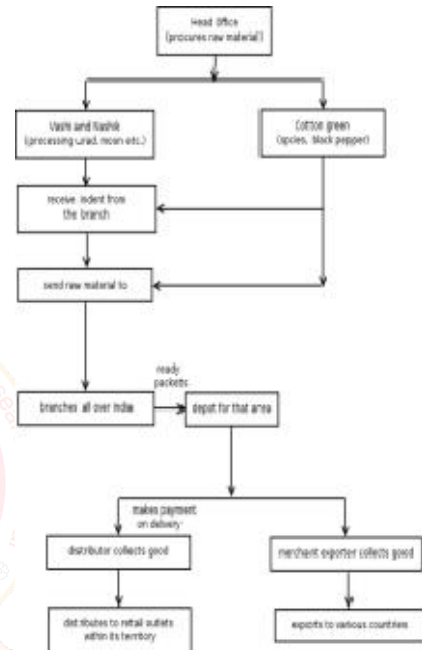 Head Office
(procures raw material)
Vashi and Nashik
(processing urad, moon etc.)
Cotton green
(spcies, black pepper)
receive indent from
the branch
send raw material to
branches all over India
ready
packetts
depot for that area
makes payment
on delivery
distributor collects good
merchant exporter collects good
distributes to retail outlets
within its territory
exports to various countries